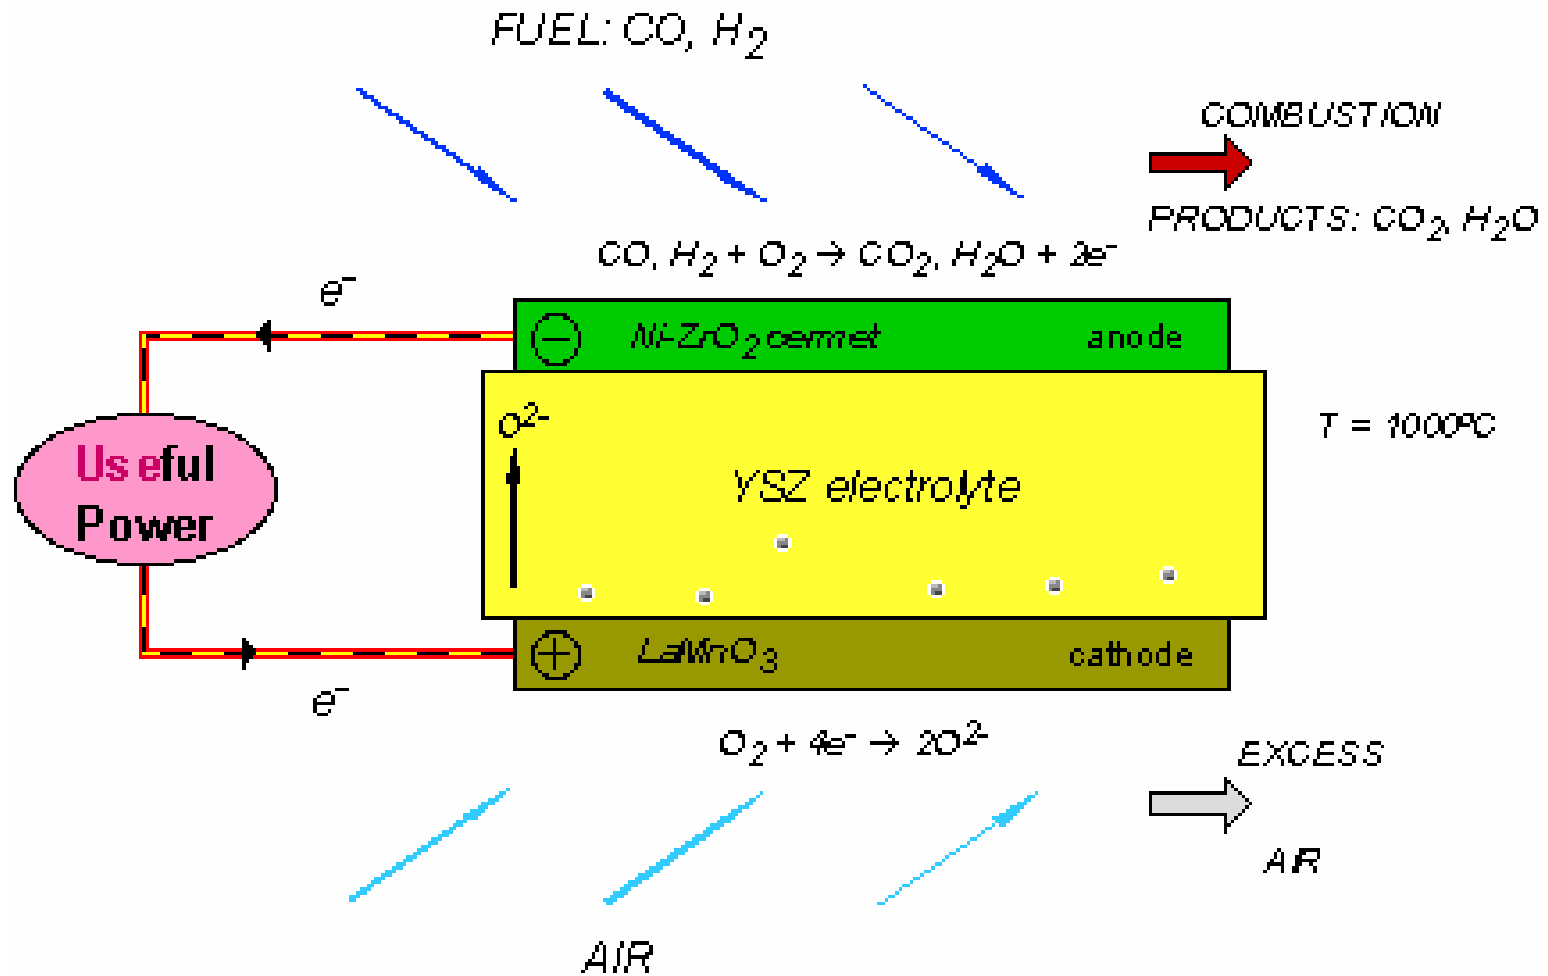 FUEL: CO, H₂
COMBUSTION
PRODUCTS: CO₂, H₂O
CO, H₂ + O₂ → CO₂, H₂O + 2e⁻
e⁻
⊖ Ni-ZrO₂ cermet anode
O²⁻
T = 1000ºC
Useful
Power
YSZ electrolyte
⊕ LaMnO₃ cathode
e⁻
O₂ + 4e⁻ → 2O²⁻
EXCESS
AIR
AIR